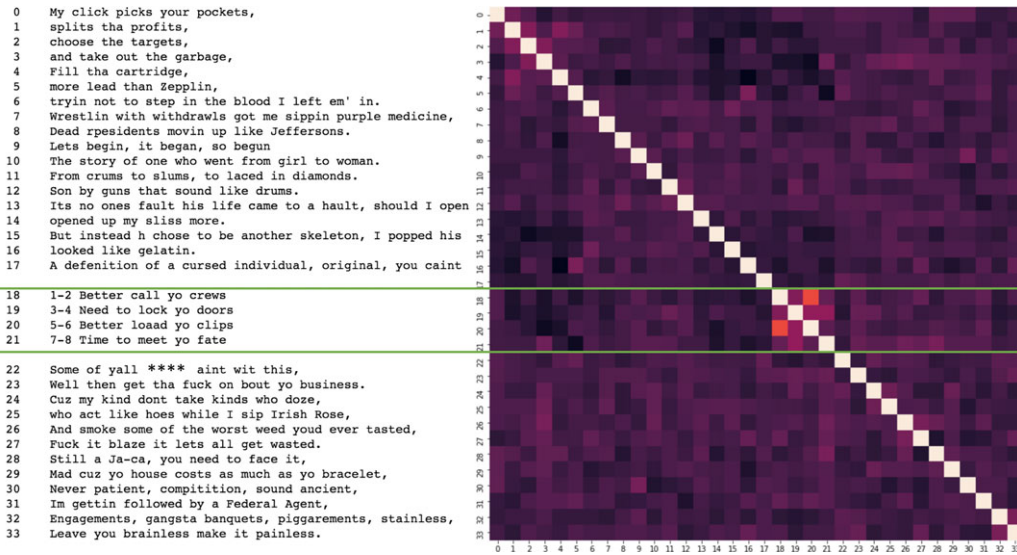 0 My click picks your pockets,
1 splits tha profits,
2 choose the targets,
3 and take out the garbage,
4 Fill tha cartridge,
5 more lead than Zepplin,
6 tryin not to step in the blood I left em' in.
7 Wrestlin with withdrawls got me sippin purple medicine,
8 Dead rpesidents movin up like Jeffersons.
9 Lets begin, it began, so begun
10 The story of one who went from girl to woman.
11 From crums to slums, to laced in diamonds.
12 Son by guns that sound like drums.
13 Its no ones fault his life came to a hault, should I open
14 opened up my sliss more.
15 But instead h chose to be another skeleton, I popped his
16 looked like gelatin.
17 A defenition of a cursed individual, original, you caint
18 1-2 Better call yo crews
19 3-4 Need to lock yo doors
20 5-6 Better loaad yo clips
21 7-8 Time to meet yo fate
22 Some of yall **** aint wit this,
23 Well then get tha fuck on bout yo business.
24 Cuz my kind dont take kinds who doze,
25 who act like hoes while I sip Irish Rose,
26 And smoke some of the worst weed youd ever tasted,
27 Fuck it blaze it lets all get wasted.
28 Still a Ja-ca, you need to face it,
29 Mad cuz yo house costs as much as yo bracelet,
30 Never patient, compitition, sound ancient,
31 Im gettin followed by a Federal Agent,
32 Engagements, gangsta banquets, piggarements, stainless,
33 Leave you brainless make it painless.
0 1 2 3 4 5 6 7 8 9 10 11 12 13 14 15 16 17 18 19 20 21 22 23 24 25 26 27 28 29 30 31 32 33
0 1 2 3 4 5 6 7 8 9 10 11 12 13 14 15 16 17 18 19 20 21 22 23 24 25 26 27 28 29 30 31 32 33